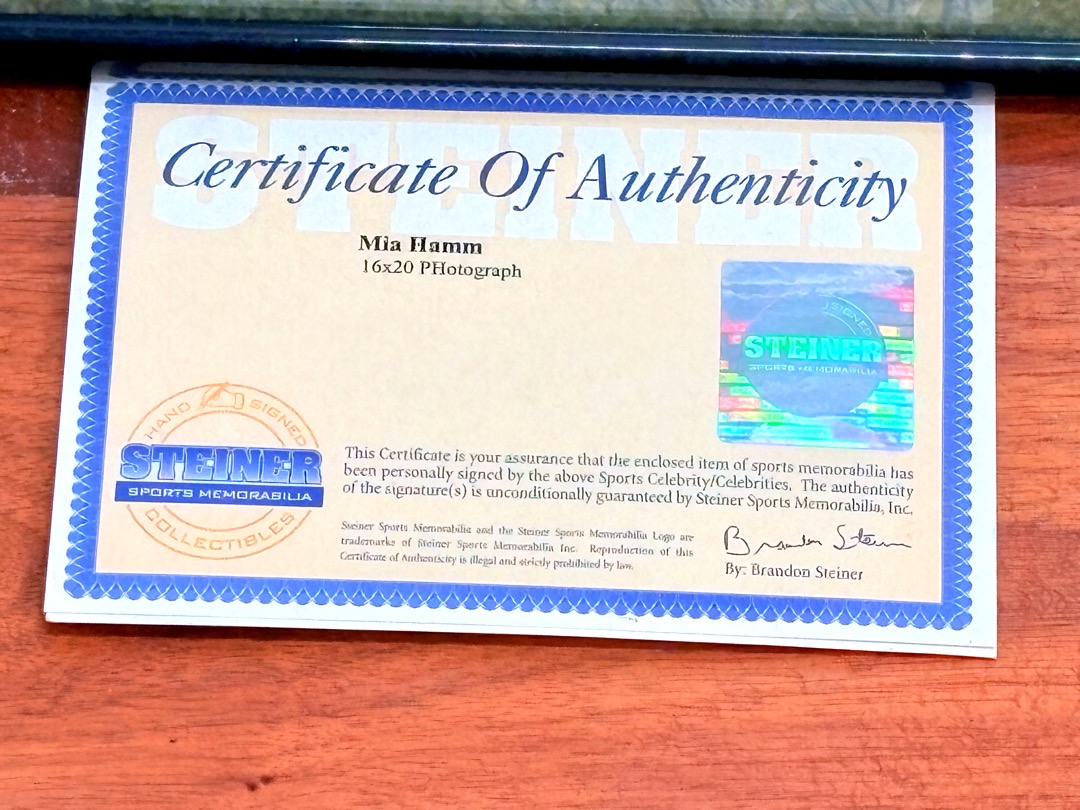 STEINER
Certificate Of Authenticity
Mia Hamm
16x20 PHotograph
SIGNED
STEINER
SPORTS MEMORABILIA
HAND SIGNED
STEINER
SPORTS MEMORABILIA
COLLECTIBLES
This Certificate is your assurance that the enclosed item of sports memorabilia has
been personally signed by the above Sports Celebrity/Celebrities. The authenticity
of the signature(s) is unconditionally guaranteed by Steiner Sports Memorabilia, Inc.
Steiner Sports Memorabilia and the Steiner Sports Memorabilia Logo are
trademarks of Steiner Sports Memorabilia Inc. Reproduction of this
Certificate of Authenticity is illegal and strictly prohibited by law.
Brandon Steiner
By: Brandon Steiner